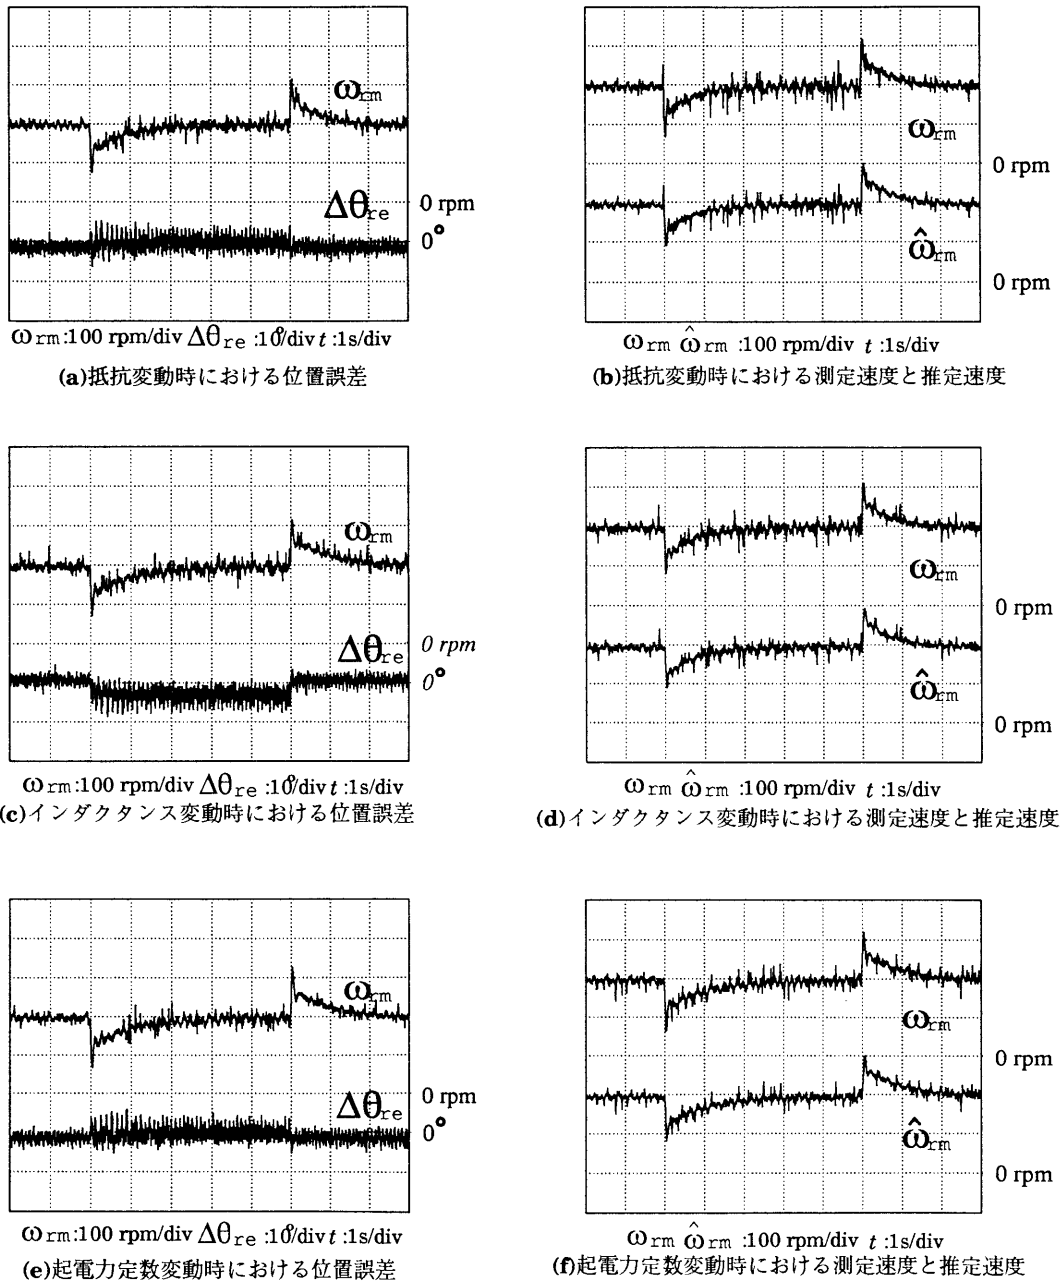 ωrm
Δθre
0 rpm
0°
ωrm:100 rpm/div Δθre :10°/div t :1s/div
(a)抵抗変動時における位置誤差
ωrm
0 rpm
ω̂rm
0 rpm
ωrm ω̂rm :100 rpm/div t :1s/div
(b)抵抗変動時における測定速度と推定速度
ωrm
Δθre
0 rpm
0°
ωrm:100 rpm/div Δθre :10°/div t :1s/div
(c)インダクタンス変動時における位置誤差
ωrm
0 rpm
ω̂rm
0 rpm
ωrm ω̂rm :100 rpm/div t :1s/div
(d)インダクタンス変動時における測定速度と推定速度
ωrm
Δθre
0 rpm
0°
ωrm:100 rpm/div Δθre :10°/div t :1s/div
(e)起電力定数変動時における位置誤差
ωrm
0 rpm
ω̂rm
0 rpm
ωrm ω̂rm :100 rpm/div t :1s/div
(f)起電力定数変動時における測定速度と推定速度